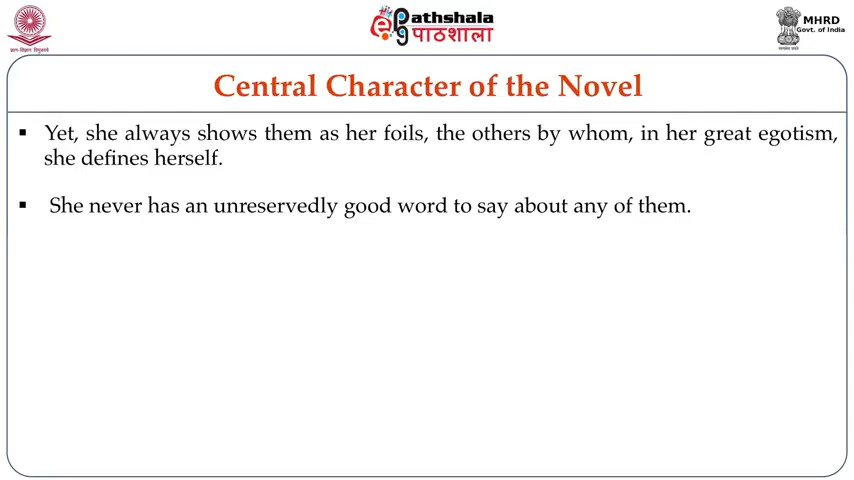 ePgPathshala
पाठशाला
MHRD
Govt. of India
Central Character of the Novel
▪ Yet, she always shows them as her foils, the others by whom, in her great egotism,
she defines herself.
▪ She never has an unreservedly good word to say about any of them.